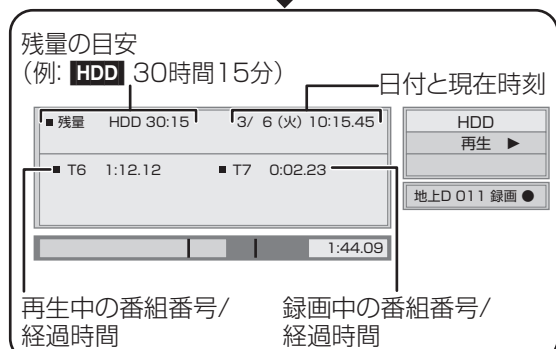 残量の目安
(例: HDD 30時間15分)
日付と現在時刻
■ 残量 HDD 30:15 3/ 6 (火) 10:15.45
HDD
再生 ▶
■ T6 1:12.12 ■ T7 0:02.23
地上D 011 録画 ●
1:44.09
再生中の番組番号/
経過時間
録画中の番組番号/
経過時間